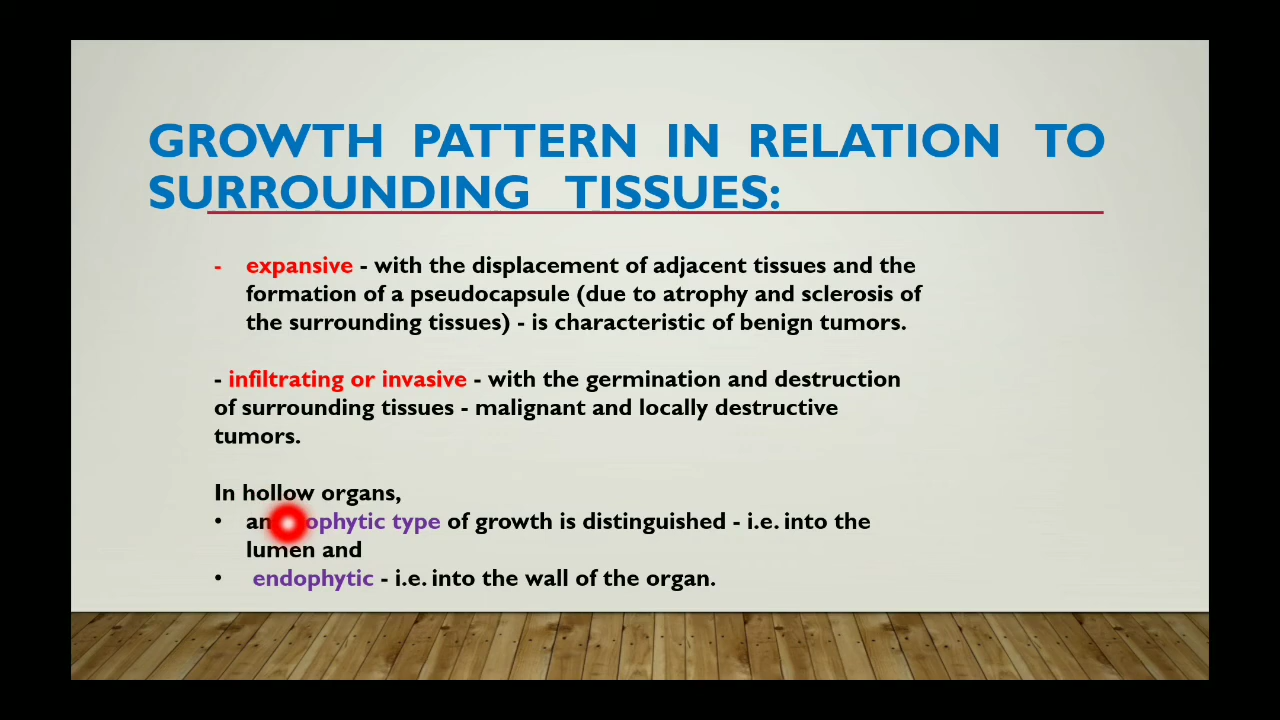 GROWTH PATTERN IN RELATION TO
SURROUNDING TISSUES:
- expansive - with the displacement of adjacent tissues and the
formation of a pseudocapsule (due to atrophy and sclerosis of
the surrounding tissues) - is characteristic of benign tumors.
- infiltrating or invasive - with the germination and destruction
of surrounding tissues - malignant and locally destructive
tumors.
In hollow organs,
• an type of growth is distinguished - i.e. into the
lumen and
• endophytic - i.e. into the wall of the organ.